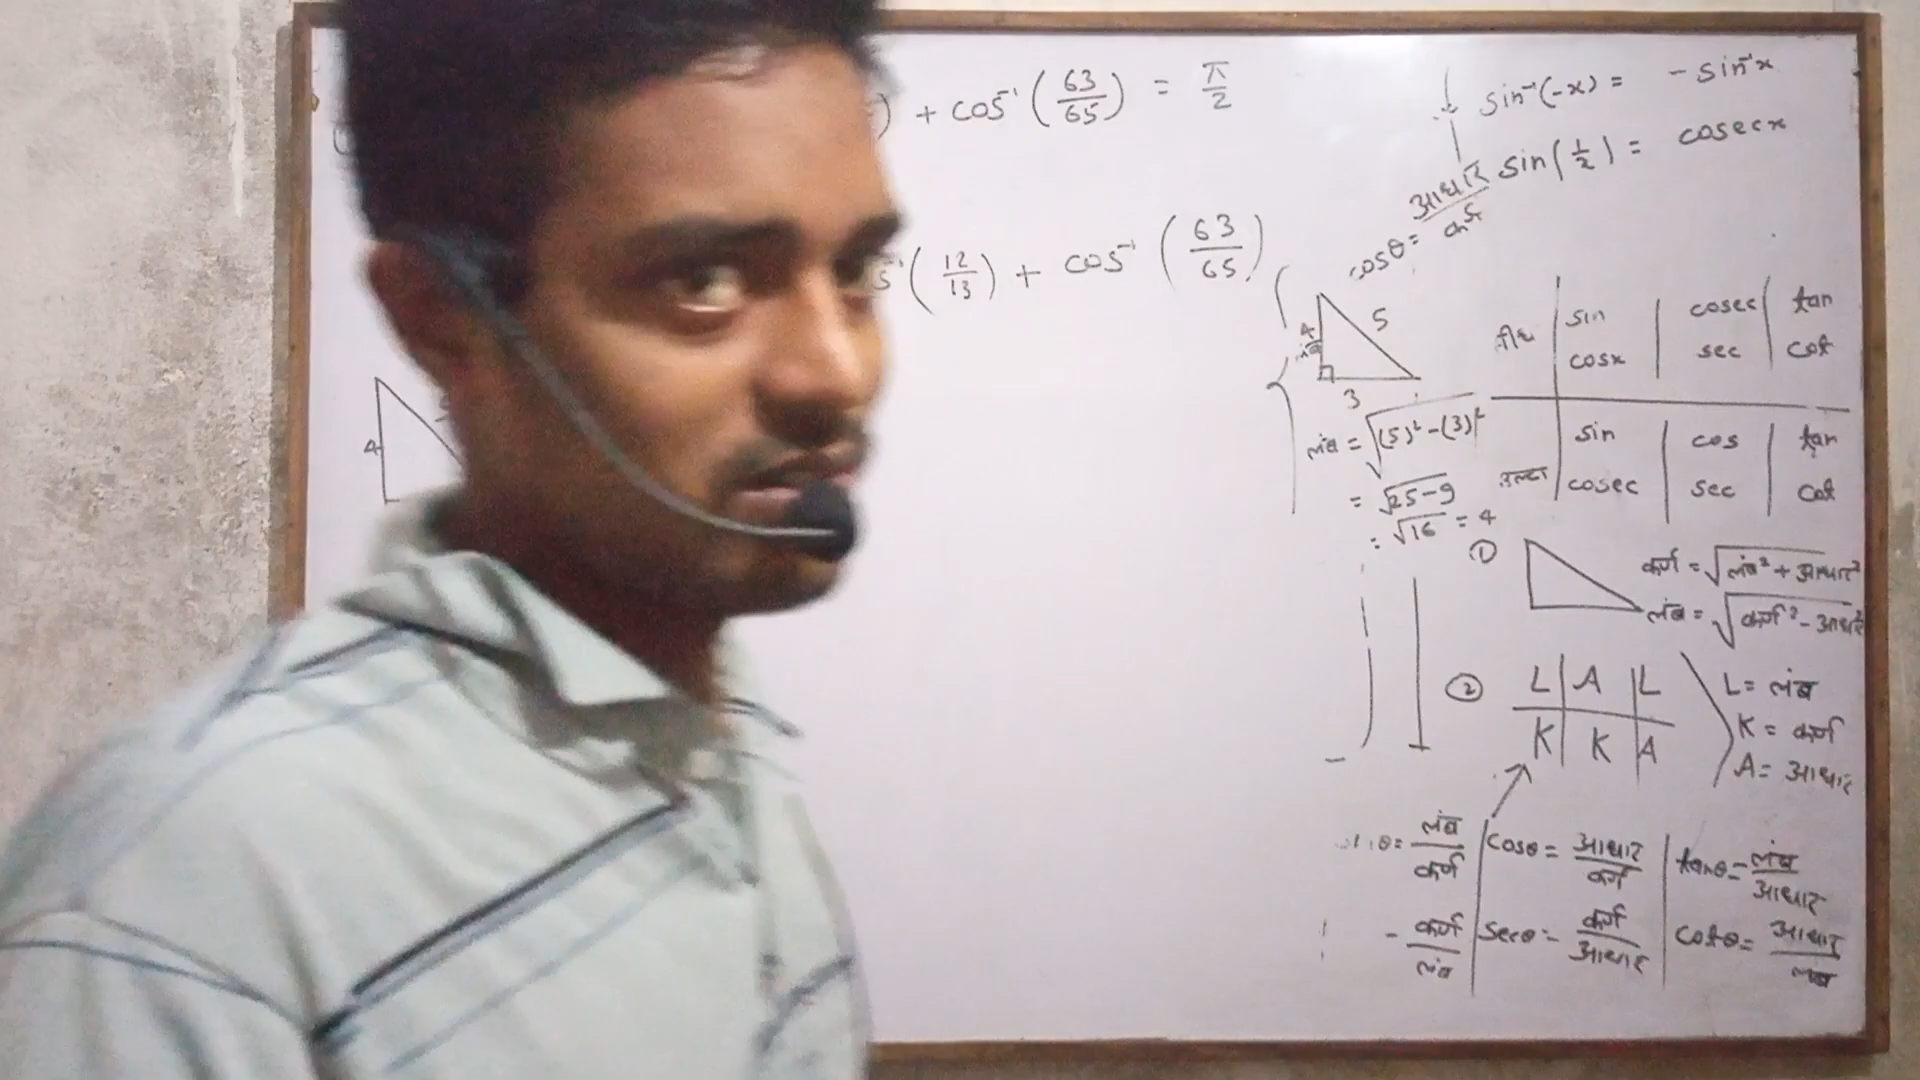 ) + cos⁻¹ (63/65) = π/2
sin⁻¹(-x) = - sin⁻¹x
sin(1/2) = cosecx
cosθ = आधार/कर्ण
s⁻¹ (12/13) + cos⁻¹ (63/65)
4
5
3
4
लंब = √(5)² - (3)²
= √25-9
= √16 = 4
sin | cosec | tan
cosx | sec | cot
उल्टा
sin | cos | tan
cosec | sec | cot
① कर्ण = √लंब² + आधार²
लंब = √कर्ण² - आधार²
② L | A | L
K | K | A
L = लंब
K = कर्ण
A = आधार
θ = लंब/कर्ण | cosθ = आधार/कर्ण | tanθ = लंब/आधार
- कर्ण/लंब | secθ = कर्ण/आधार | cotθ = आधार/लंब